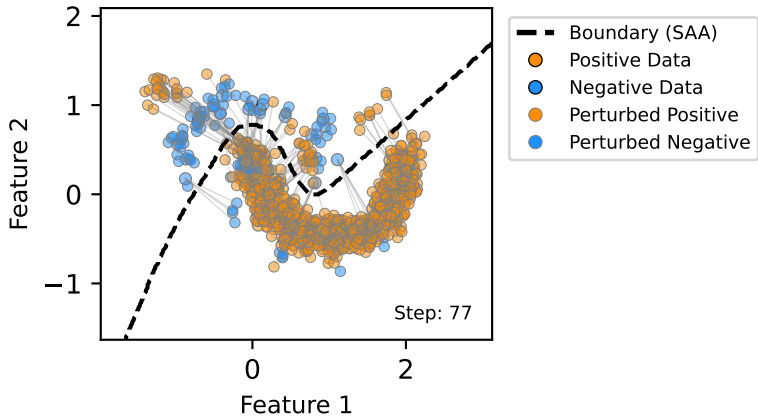 2
1
0
−1
Feature 2
0
2
Feature 1
Step: 77
Boundary (SAA)
Positive Data
Negative Data
Perturbed Positive
Perturbed Negative